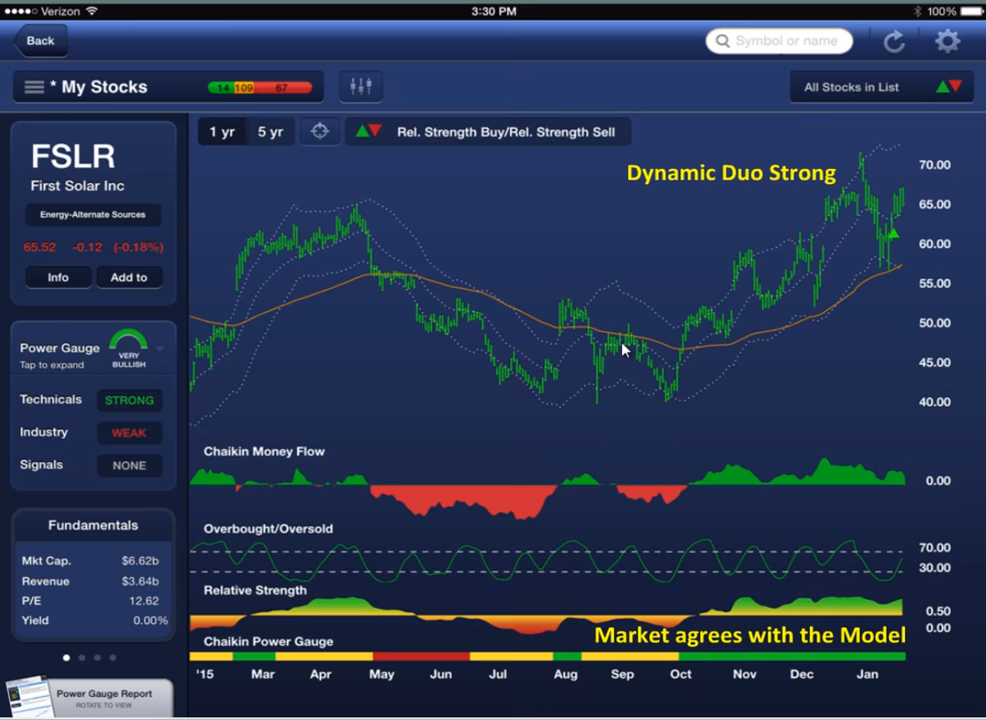 Verizon
3:30 PM
100%
Back
Symbol or name
* My Stocks
14 109 67
All Stocks in List
FSLR
First Solar Inc
Energy-Alternate Sources
65.52 -0.12 (-0.18%)
Info Add to
Power Gauge
Tap to expand
VERY
BULLISH
Technicals STRONG
Industry WEAK
Signals NONE
Fundamentals
Mkt Cap. $6.62b
Revenue $3.64b
P/E 12.62
Yield 0.00%
Power Gauge Report
ROTATE TO VIEW
1 yr 5 yr
Rel. Strength Buy/Rel. Strength Sell
Dynamic Duo Strong
70.00
65.00
60.00
55.00
50.00
45.00
40.00
Chaikin Money Flow
0.00
Overbought/Oversold
70.00
30.00
Relative Strength
0.50
0.00
Market agrees with the Model
Chaikin Power Gauge
'15 Mar Apr May Jun Jul Aug Sep Oct Nov Dec Jan